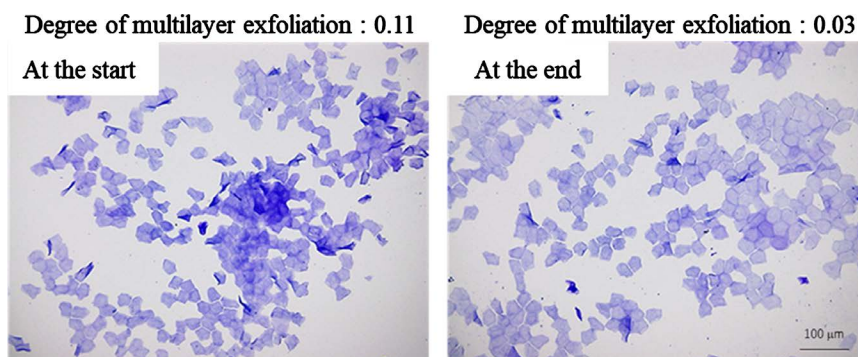 Degree of multilayer exfoliation : 0.11
At the start
Degree of multilayer exfoliation : 0.03
At the end
100 µm